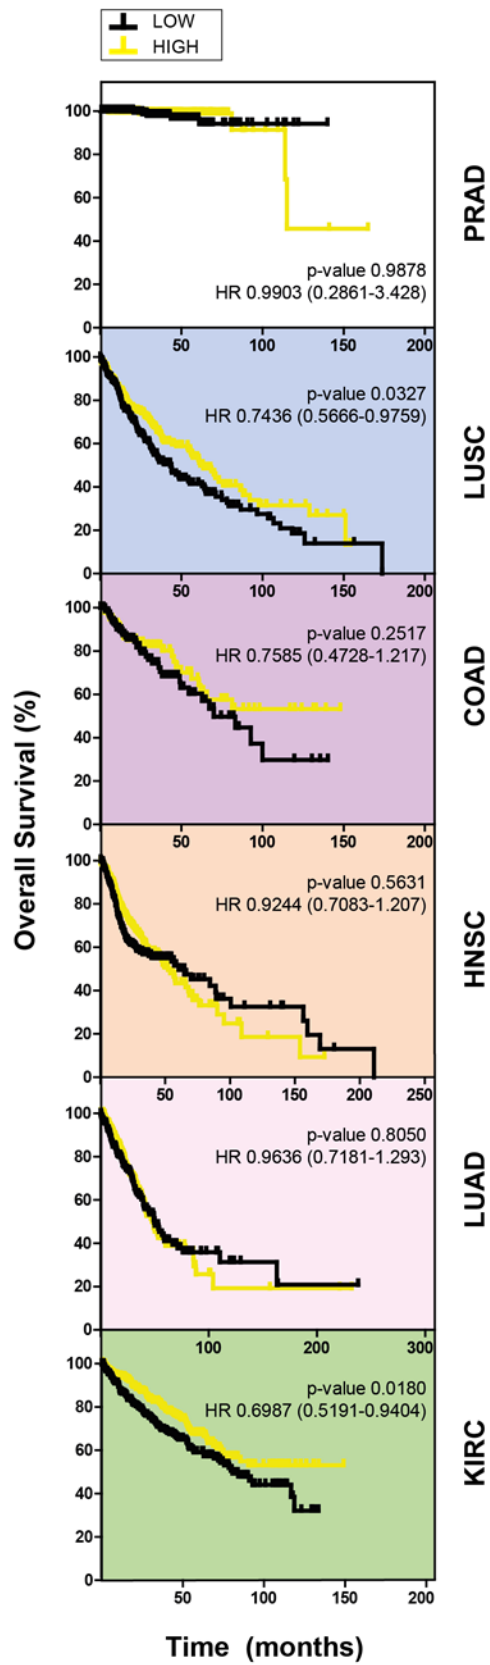 LOW
HIGH
100
80
60
40
20
0
p-value 0.9878
HR 0.9903 (0.2861-3.428)
50 100 150 200
PRAD
100
80
60
40
20
0
p-value 0.0327
HR 0.7436 (0.5666-0.9759)
50 100 150 200
LUSC
100
80
60
40
20
0
p-value 0.2517
HR 0.7585 (0.4728-1.217)
50 100 150 200
COAD
Overall Survival (%)
100
80
60
40
20
0
p-value 0.5631
HR 0.9244 (0.7083-1.207)
50 100 150 200 250
HNSC
100
80
60
40
20
0
p-value 0.8050
HR 0.9636 (0.7181-1.293)
100 200 300
LUAD
100
80
60
40
20
0
p-value 0.0180
HR 0.6987 (0.5191-0.9404)
50 100 150 200
KIRC
Time (months)